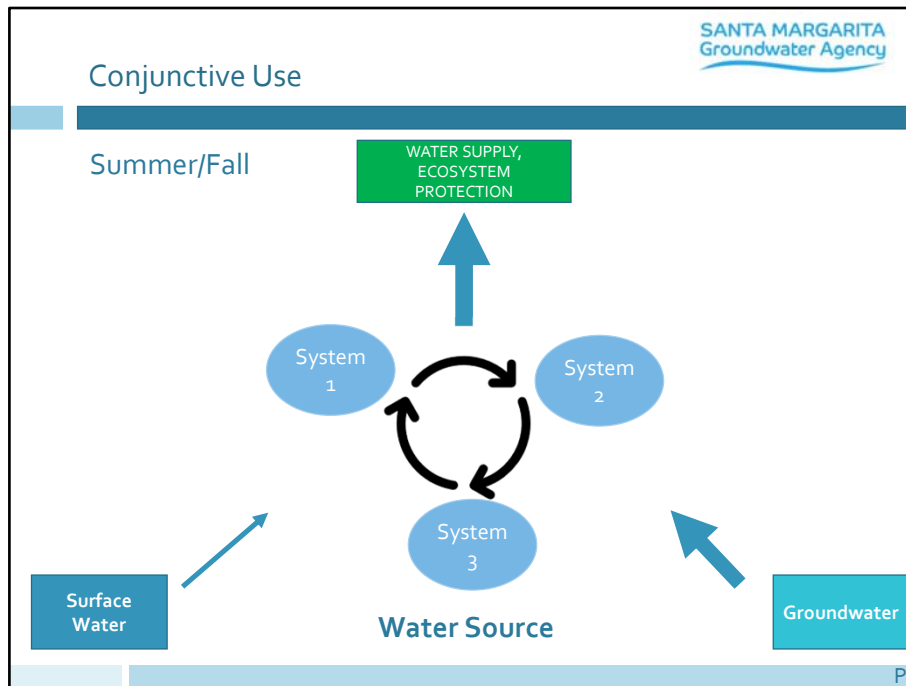 SANTA MARGARITA
Groundwater Agency
Conjunctive Use
Summer/Fall
WATER SUPPLY,
ECOSYSTEM
PROTECTION
System
1
System
2
System
3
Surface
Water
Water Source
Groundwater
P